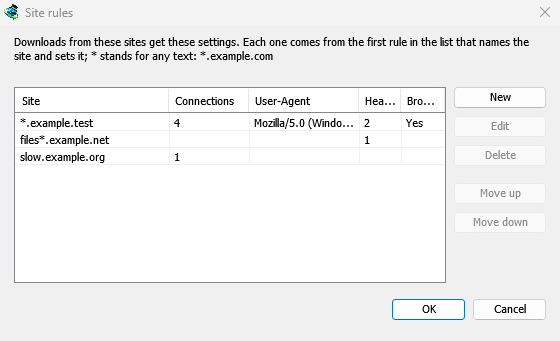 Site rules
Downloads from these sites get these settings. Each one comes from the first rule in the list that names the
site and sets it; * stands for any text: *.example.com
Site Connections User-Agent Hea... Bro...
*.example.test 4 Mozilla/5.0 (Windo... 2 Yes
files*.example.net 1
slow.example.org 1
New
Edit
Delete
Move up
Move down
OK Cancel